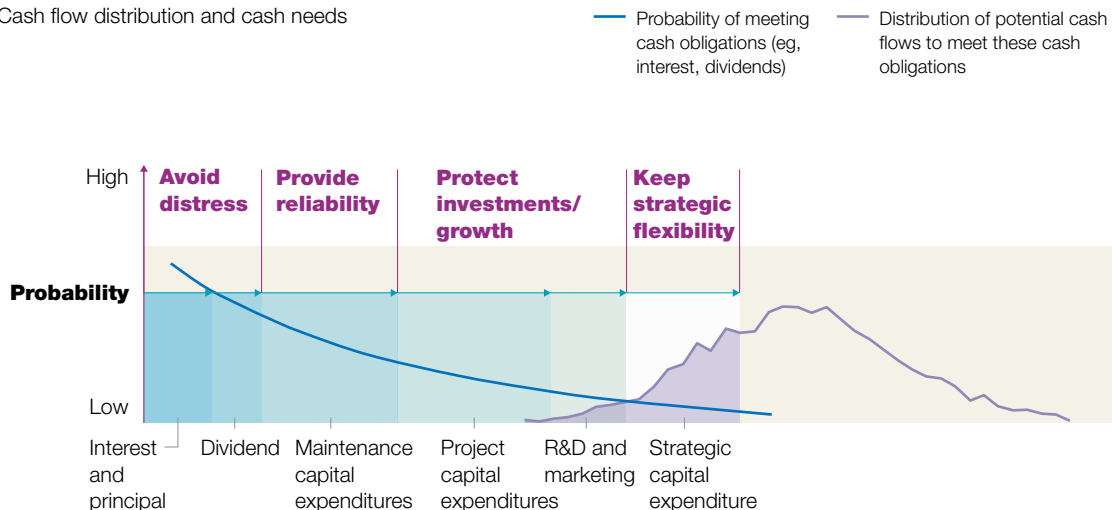 Cash flow distribution and cash needs
Probability of meeting
cash obligations (eg,
interest, dividends)
Distribution of potential cash
flows to meet these cash
obligations
High
Avoid
distress
Provide
reliability
Protect
investments/
growth
Keep
strategic
flexibility
Probability
Low
Interest
and
principal
Dividend
Maintenance
capital
expenditures
Project
capital
expenditures
R&D and
marketing
Strategic
capital
expenditure